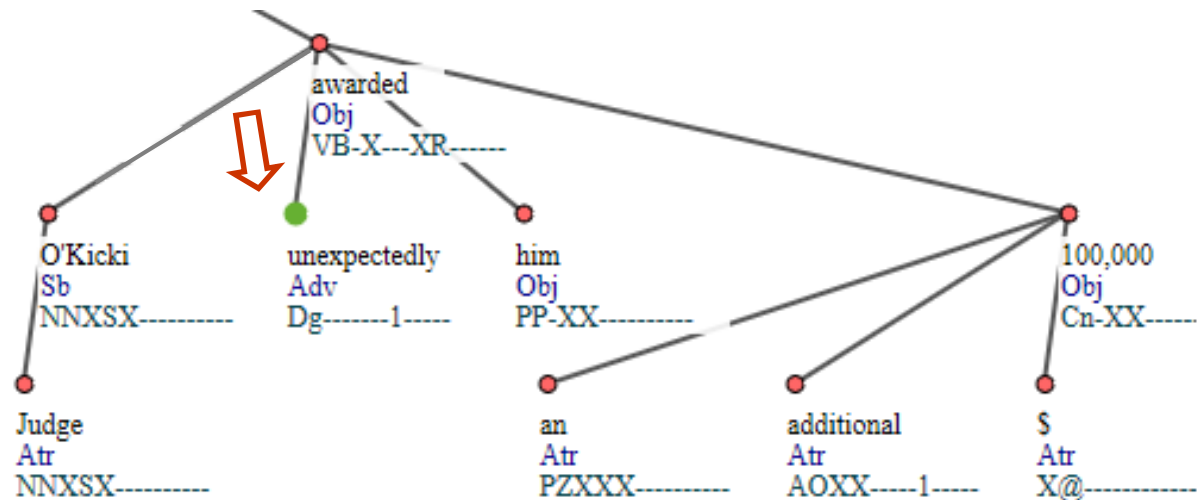 awarded
Obj
VB-X---XR------
O'Kicki
Sb
NNXSX----------
unexpectedly
Adv
Dg-------1-----
him
Obj
PP-XX----------
100,000
Obj
Cn-XX------
Judge
Atr
NNXSX----------
an
Atr
PZXXX----------
additional
Atr
AOXX-----1-----
$
Atr
X@-------------